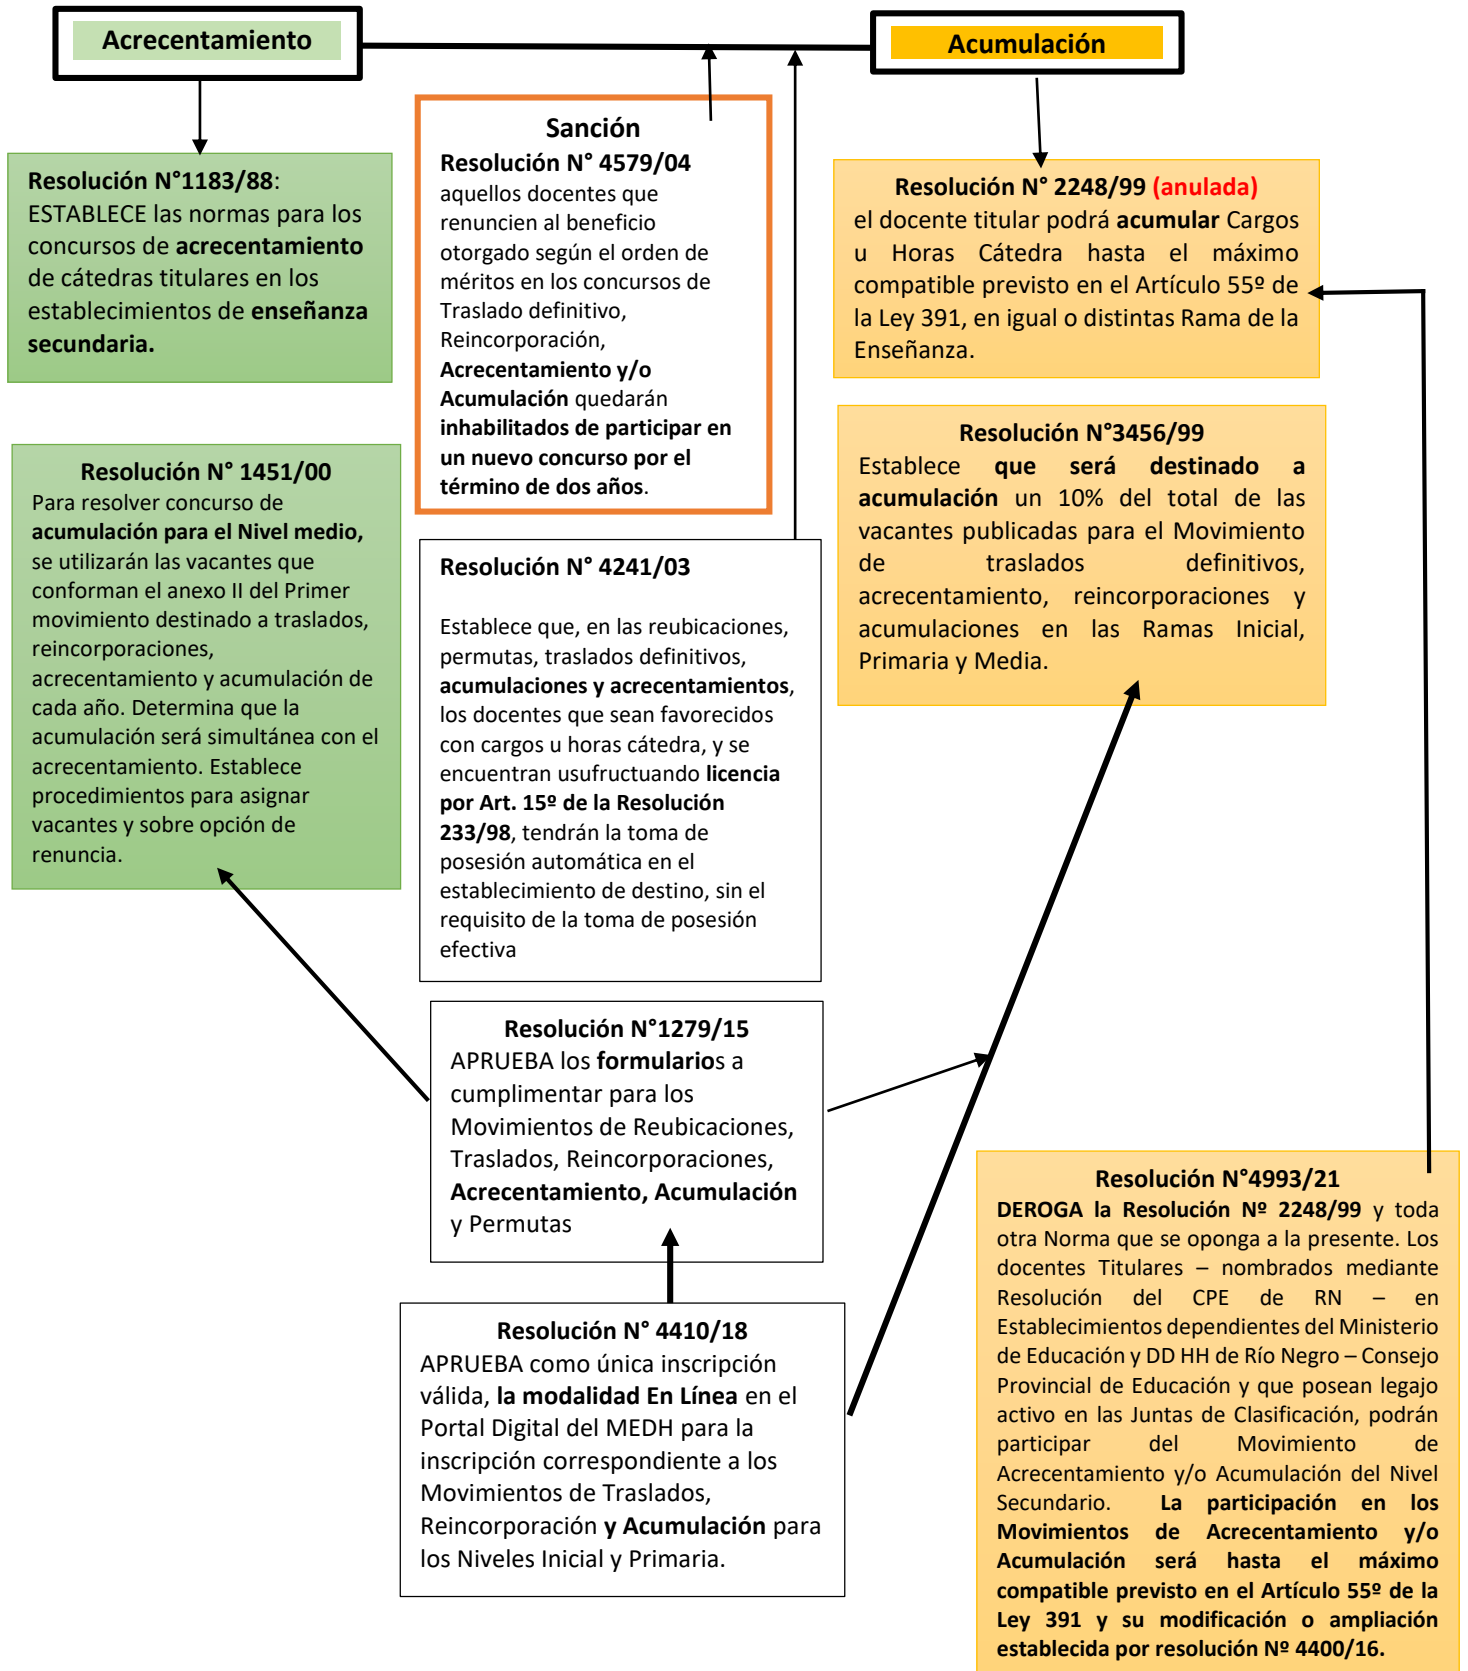 Acrecentamiento
Acumulación
Resolución N°1183/88:
ESTABLECE las normas para los
concursos de acrecentamiento
de cátedras titulares en los
establecimientos de enseñanza
secundaria.
Sanción
Resolución N° 4579/04
aquellos docentes que
renuncien al beneficio
otorgado según el orden de
méritos en los concursos de
Traslado definitivo,
Reincorporación,
Acrecentamiento y/o
Acumulación quedarán
inhabilitados de participar en
un nuevo concurso por el
término de dos años.
Resolución N° 2248/99 (anulada)
el docente titular podrá acumular Cargos
u Horas Cátedra hasta el máximo
compatible previsto en el Artículo 55º de
la Ley 391, en igual o distintas Rama de la
Enseñanza.
Resolución N°3456/99
Establece que será destinado a
acumulación un 10% del total de las
vacantes publicadas para el Movimiento
de traslados definitivos,
acrecentamiento, reincorporaciones y
acumulaciones en las Ramas Inicial,
Primaria y Media.
Resolución N° 1451/00
Para resolver concurso de
acumulación para el Nivel medio,
se utilizarán las vacantes que
conforman el anexo II del Primer
movimiento destinado a traslados,
reincorporaciones,
acrecentamiento y acumulación de
cada año. Determina que la
acumulación será simultánea con el
acrecentamiento. Establece
procedimientos para asignar
vacantes y sobre opción de
renuncia.
Resolución N° 4241/03
Establece que, en las reubicaciones,
permutas, traslados definitivos,
acumulaciones y acrecentamientos,
los docentes que sean favorecidos
con cargos u horas cátedra, y se
encuentran usufructuando licencia
por Art. 15º de la Resolución
233/98, tendrán la toma de
posesión automática en el
establecimiento de destino, sin el
requisito de la toma de posesión
efectiva
Resolución N°1279/15
APRUEBA los formularios a
cumplimentar para los
Movimientos de Reubicaciones,
Traslados, Reincorporaciones,
Acrecentamiento, Acumulación
y Permutas
Resolución N° 4410/18
APRUEBA como única inscripción
válida, la modalidad En Línea en el
Portal Digital del MEDH para la
inscripción correspondiente a los
Movimientos de Traslados,
Reincorporación y Acumulación para
los Niveles Inicial y Primaria.
Resolución N°4993/21
DEROGA la Resolución Nº 2248/99 y toda
otra Norma que se oponga a la presente. Los
docentes Titulares – nombrados mediante
Resolución del CPE de RN – en
Establecimientos dependientes del Ministerio
de Educación y DD HH de Río Negro – Consejo
Provincial de Educación y que posean legajo
activo en las Juntas de Clasificación, podrán
participar del Movimiento de
Acrecentamiento y/o Acumulación del Nivel
Secundario. La participación en los
Movimientos de Acrecentamiento y/o
Acumulación será hasta el máximo
compatible previsto en el Artículo 55º de la
Ley 391 y su modificación o ampliación
establecida por resolución Nº 4400/16.